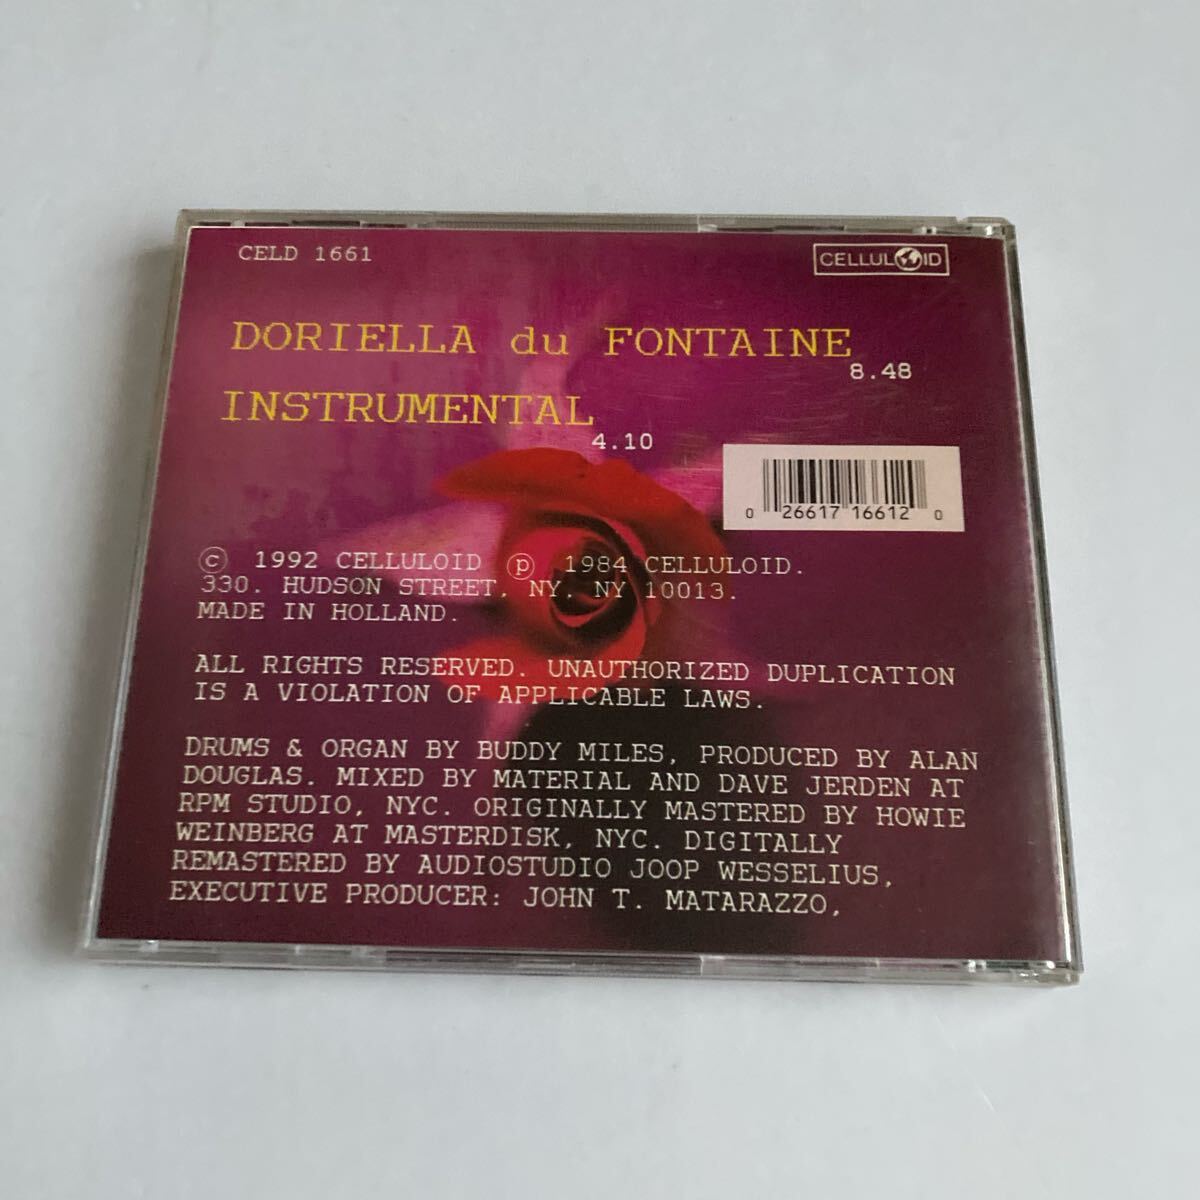 CELD 1661
CELLULOID
DORIELLA du FONTAINE
8.48
INSTRUMENTAL
4.10
0 26617 16612 0
© 1992 CELLULOID ℗ 1984 CELLULOID.
330. HUDSON STREET, NY, NY 10013.
MADE IN HOLLAND.
ALL RIGHTS RESERVED. UNAUTHORIZED DUPLICATION
IS A VIOLATION OF APPLICABLE LAWS.
DRUMS & ORGAN BY BUDDY MILES, PRODUCED BY ALAN
DOUGLAS. MIXED BY MATERIAL AND DAVE JERDEN AT
RPM STUDIO, NYC. ORIGINALLY MASTERED BY HOWIE
WEINBERG AT MASTERDISK, NYC. DIGITALLY
REMASTERED BY AUDIOSTUDIO JOOP WESSELIUS,
EXECUTIVE PRODUCER: JOHN T. MATARAZZO,